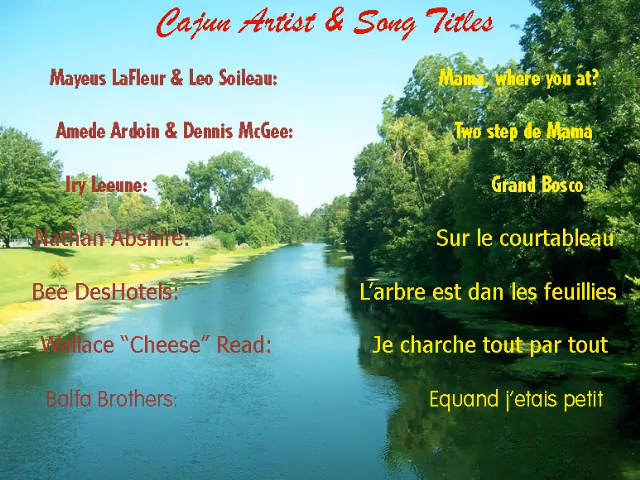 Cajun Artist & Song Titles
Mayeus LaFleur & Leo Soileau: Mama, where you at?
Amede Ardoin & Dennis McGee: Two step de Mama
Iry Leeune: Grand Bosco
Nathan Abshire: Sur le courtableau
Bee DesHotels: L'arbre est dan les feuillies
Wallace "Cheese" Read: Je charche tout par tout
Balfa Brothers: Equand j'etais petit